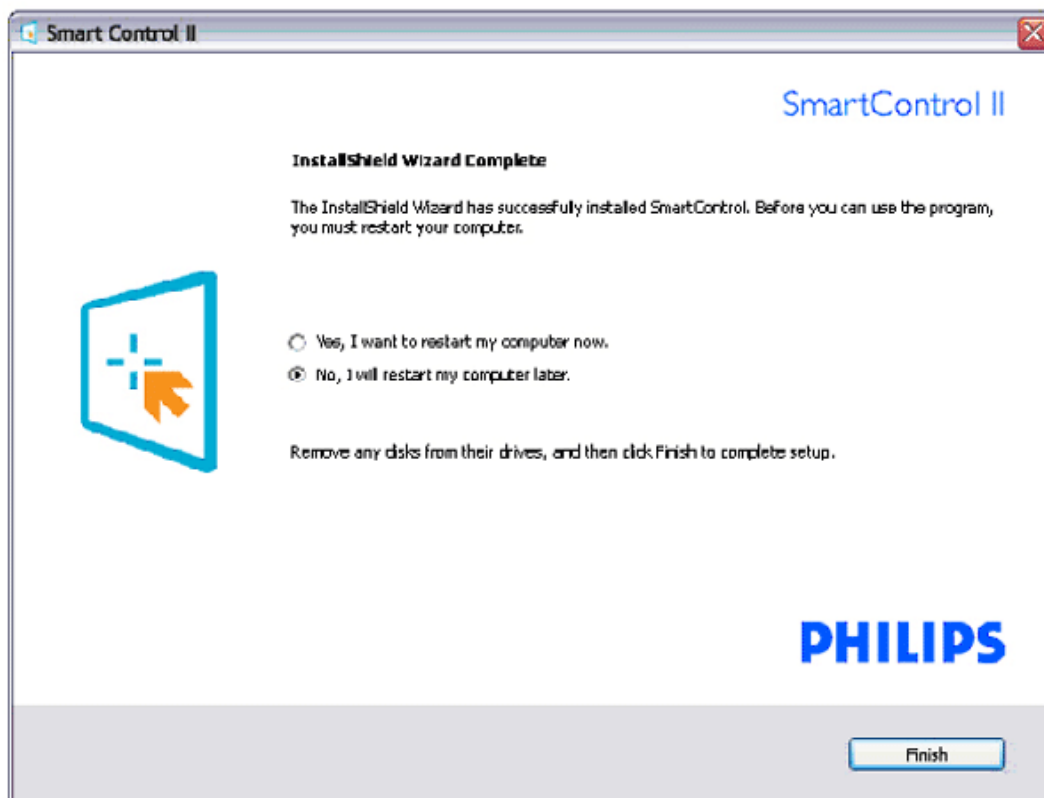 Smart Control II
SmartControl II
InstallShield Wizard Complete
The InstallShield Wizard has successfully installed SmartControl. Before you can use the program,
you must restart your computer.
Yes, I want to restart my computer now.
No, I will restart my computer later.
Remove any disks from their drives, and then click Finish to complete setup.
PHILIPS
Finish